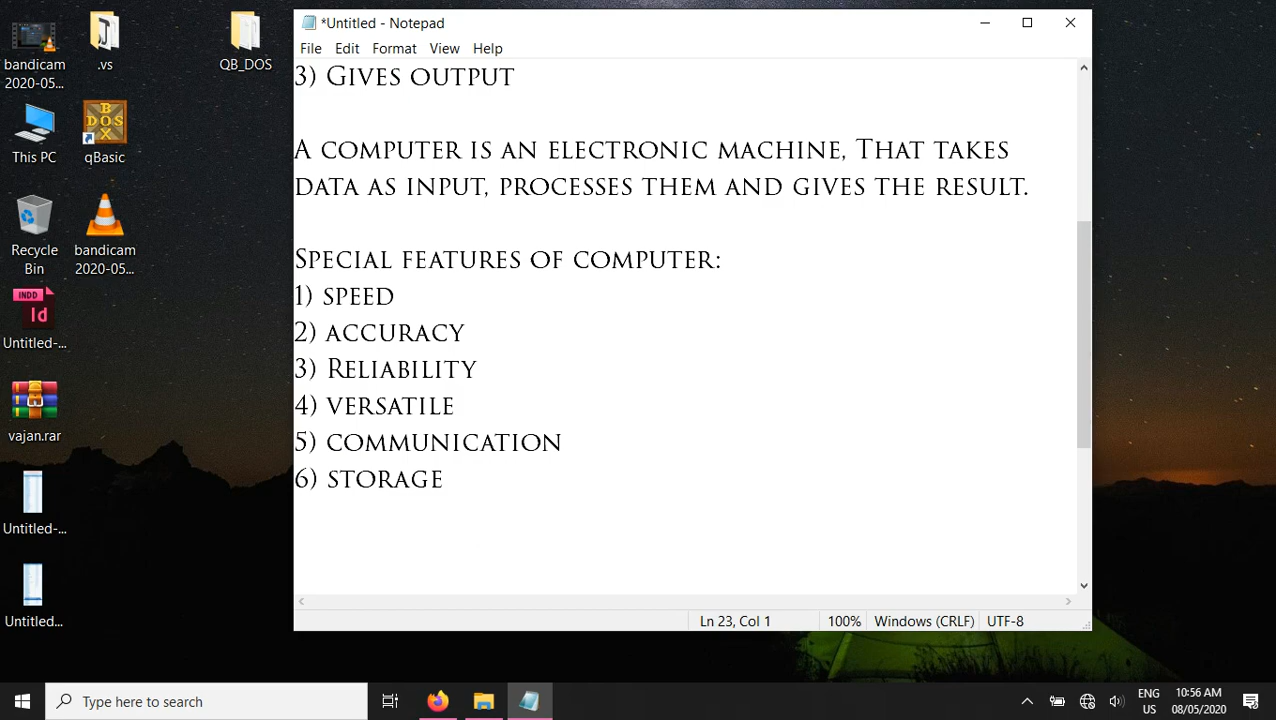 *Untitled - Notepad
File Edit Format View Help
3) Gives output
A computer is an electronic machine, That takes
data as input, processes them and gives the result.
Special features of computer:
1) speed
2) accuracy
3) Reliability
4) versatile
5) communication
6) storage
Ln 23, Col 1
100%
Windows (CRLF)
UTF-8
bandicam
2020-05...
.vs
QB_DOS
This PC
BOX
DOS
qBasic
Recycle
Bin
bandicam
2020-05...
INDD
Id
Untitled-...
vajan.rar
Untitled-...
Untitled...
Type here to search
ENG
US
10:56 AM
08/05/2020